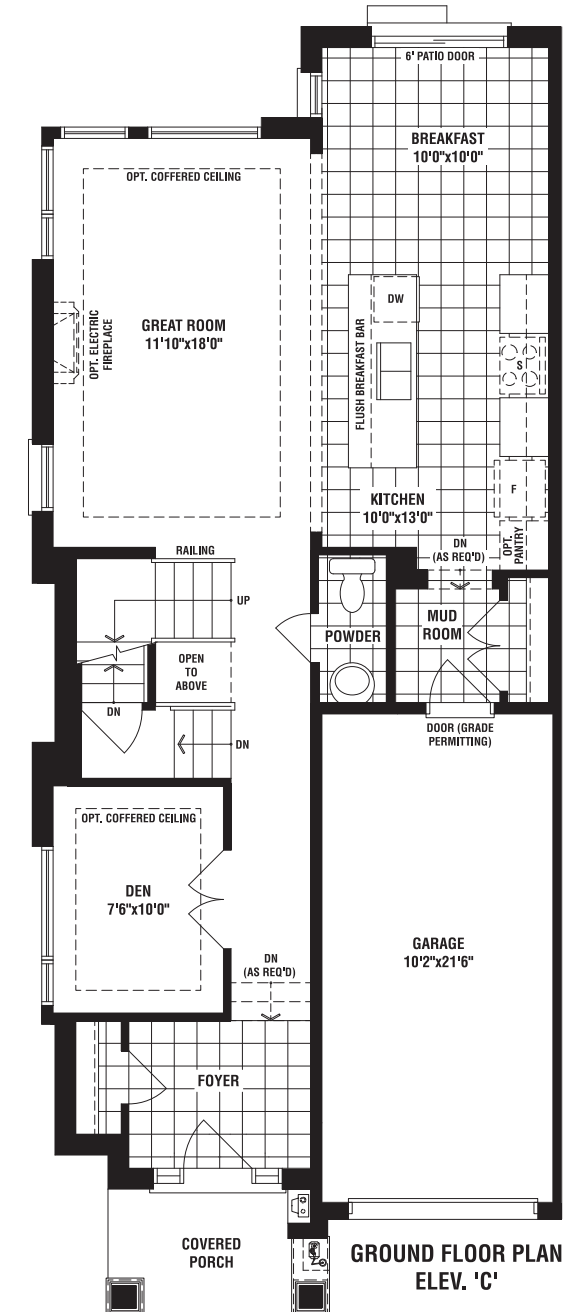 6' PATIO DOOR
BREAKFAST
10'0"x10'0"
OPT. COFFERED CEILING
DW
GREAT ROOM
11'10"x18'0"
OPT. ELECTRIC
FIREPLACE
FLUSH BREAKFAST BAR
S
F
KITCHEN
10'0"x13'0"
OPT.
PANTRY
DN
(AS REQ'D)
RAILING
UP
MUD
ROOM
POWDER
OPEN
TO
ABOVE
DN
DN
DOOR (GRADE
PERMITTING)
OPT. COFFERED CEILING
DEN
7'6"x10'0"
GARAGE
10'2"x21'6"
DN
(AS REQ'D)
FOYER
COVERED
PORCH
GROUND FLOOR PLAN
ELEV. 'C'